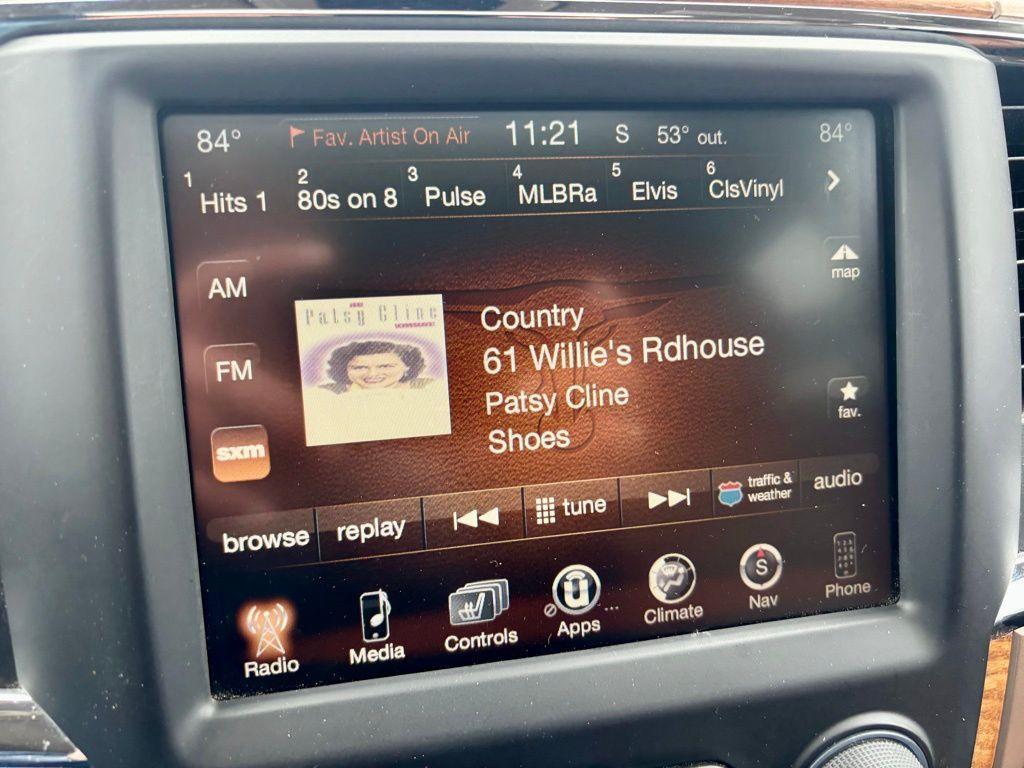 84° Fav. Artist On Air 11:21 S 53° out. 84°
1 Hits 1 2 80s on 8 3 Pulse 4 MLBRa 5 Elvis 6 ClsVinyl
map
AM
Patsy Cline
Country
61 Willie's Rdhouse
FM
Patsy Cline
fav.
Shoes
sxm
browse replay tune traffic & weather audio
Radio Media Controls Apps ... Climate S Nav Phone